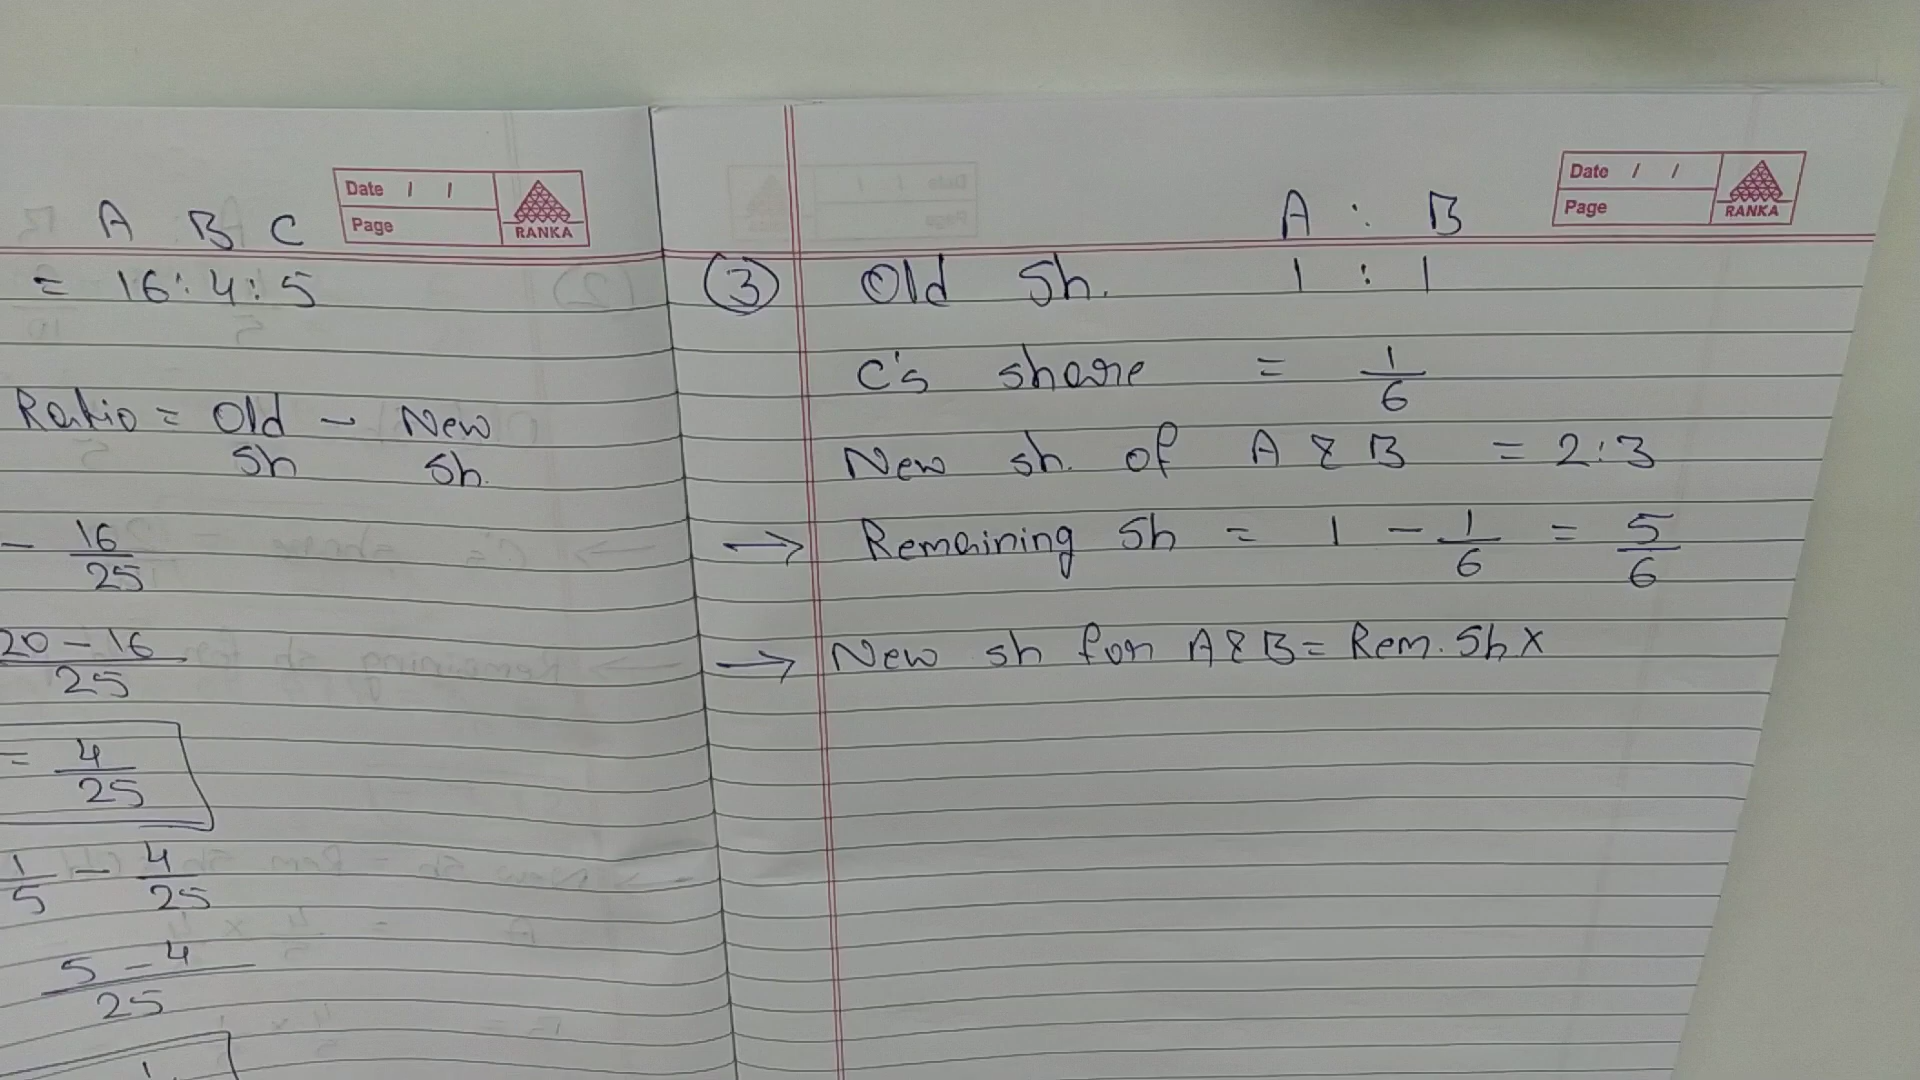 Date / /
Page
RANKA
A B C
= 16:4:5
Ratio = Old - New
Sh Sh.
- 16/25
20 - 16 / 25
= 4/25
1/5 - 4/25
5 - 4 / 25
1
Date / /
Page
RANKA
A : B
(3) Old Sh. 1 : 1
C's share = 1/6
New sh. of A & B = 2:3
→ Remaining Sh = 1 - 1/6 = 5/6
→ New sh for A & B = Rem. Sh ×